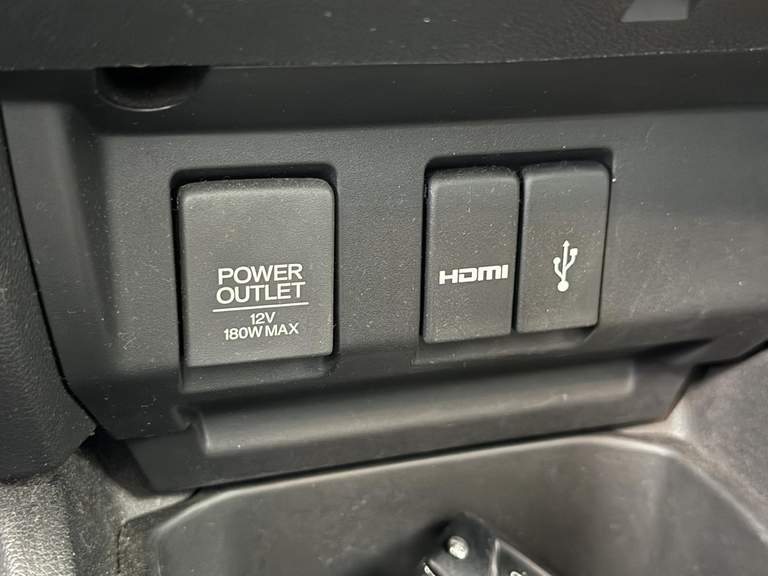 POWER
OUTLET
12V
180W MAX
HDMI